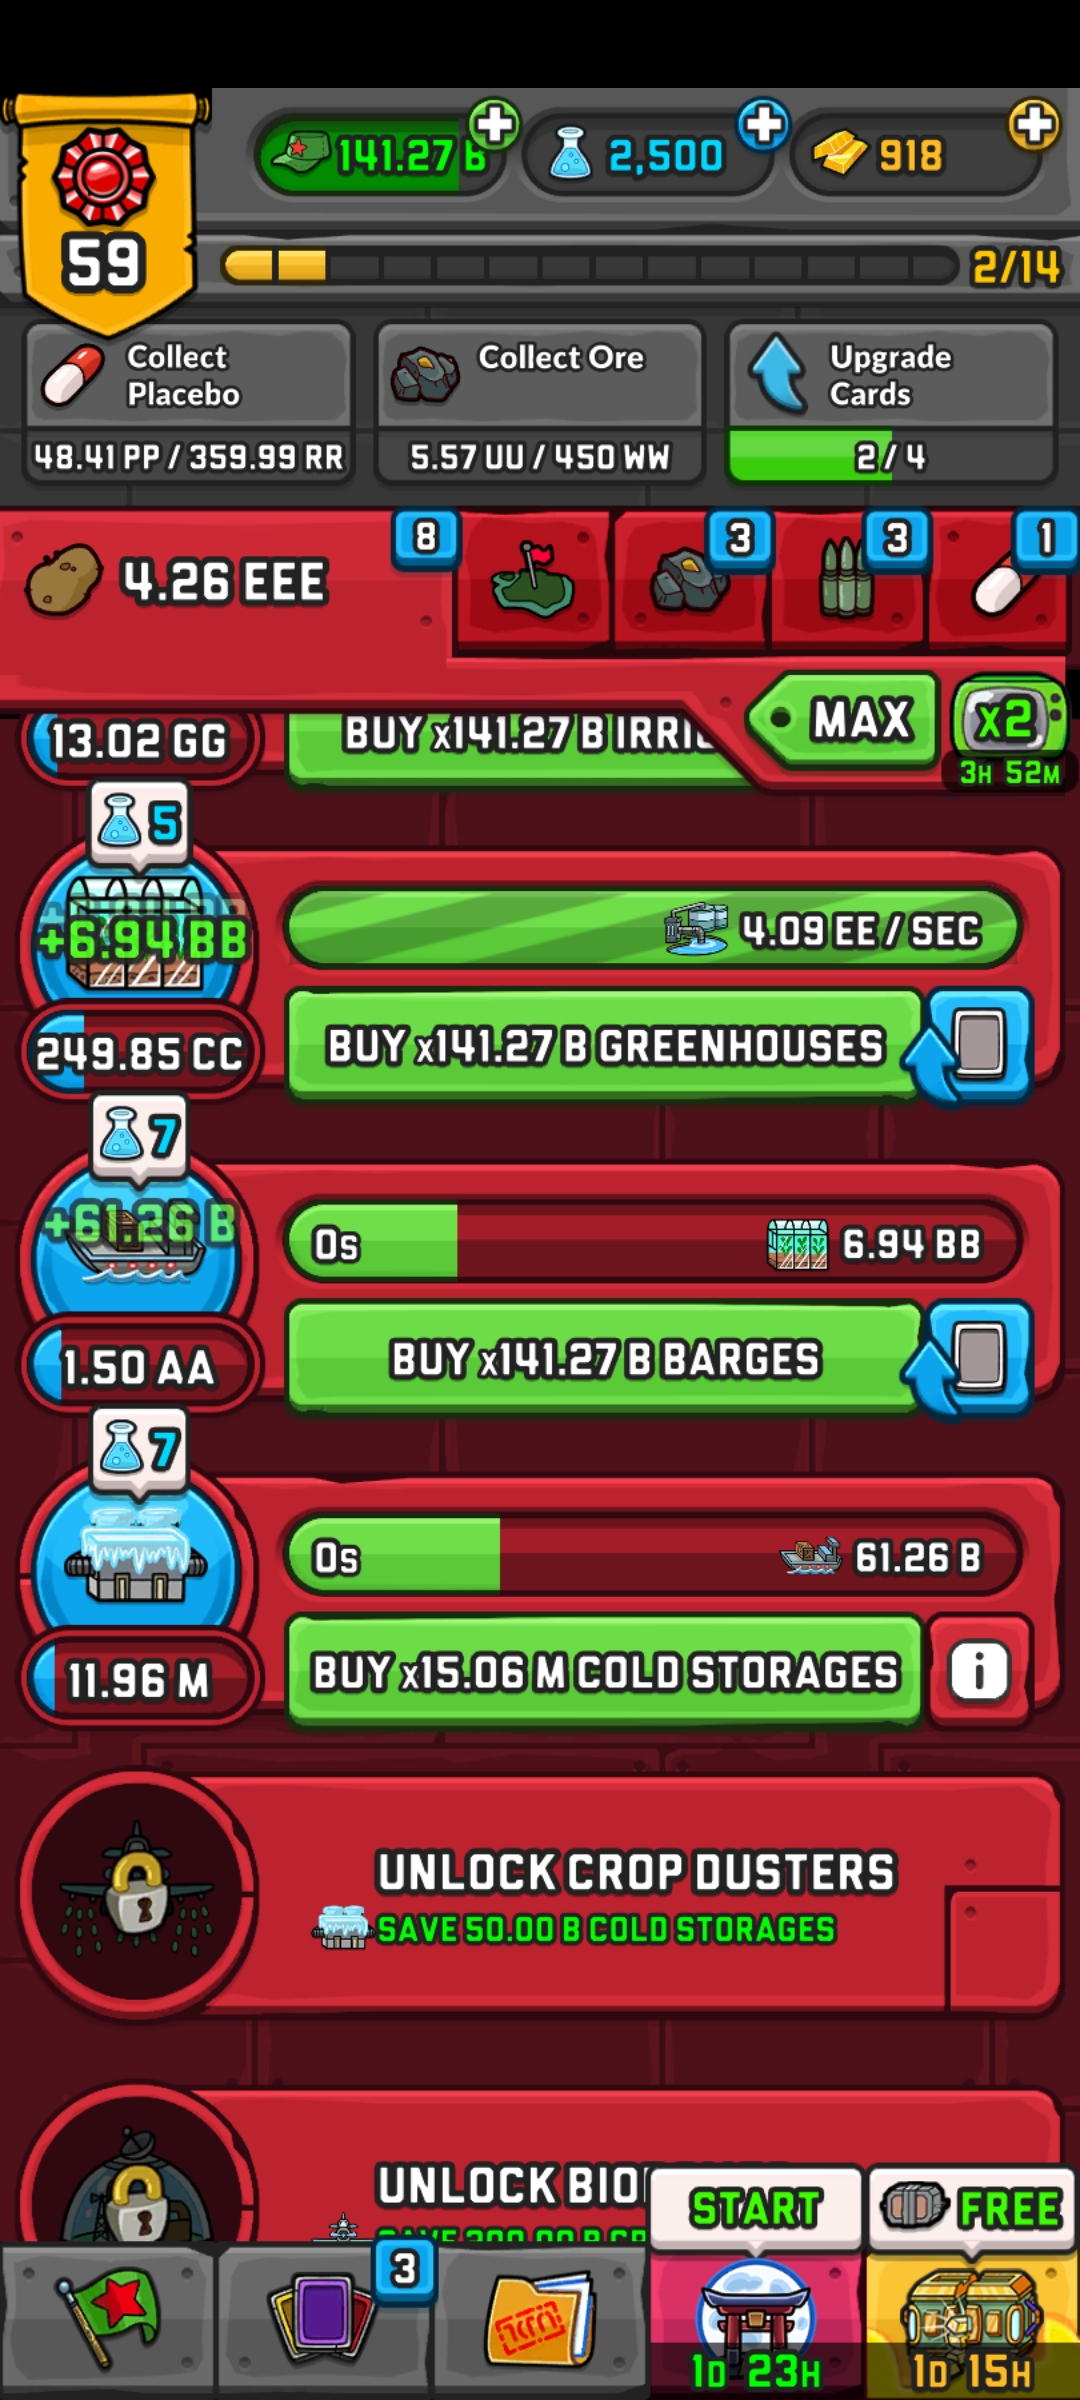 141.27 B
2,500
918
59
2/14
Collect
Placebo
48.41 PP / 359.99 RR
Collect Ore
5.57 UU / 450 WW
Upgrade
Cards
2 / 4
4.26 EEE
8
3
3
1
MAX
x2
3H 52M
13.02 GG
BUY x141.27 B
5
+6.94 BB
4.09 EE / SEC
249.85 CC
BUY x141.27 B GREENHOUSES
7
+61.26 B
0s
6.94 BB
1.50 AA
BUY x141.27 B BARGES
7
0s
61.26 B
11.96 M
BUY x15.06 M COLD STORAGES
i
UNLOCK CROP DUSTERS
SAVE 50.00 B COLD STORAGES
UNLOCK
START
FREE
3
1D 23H
1D 15H